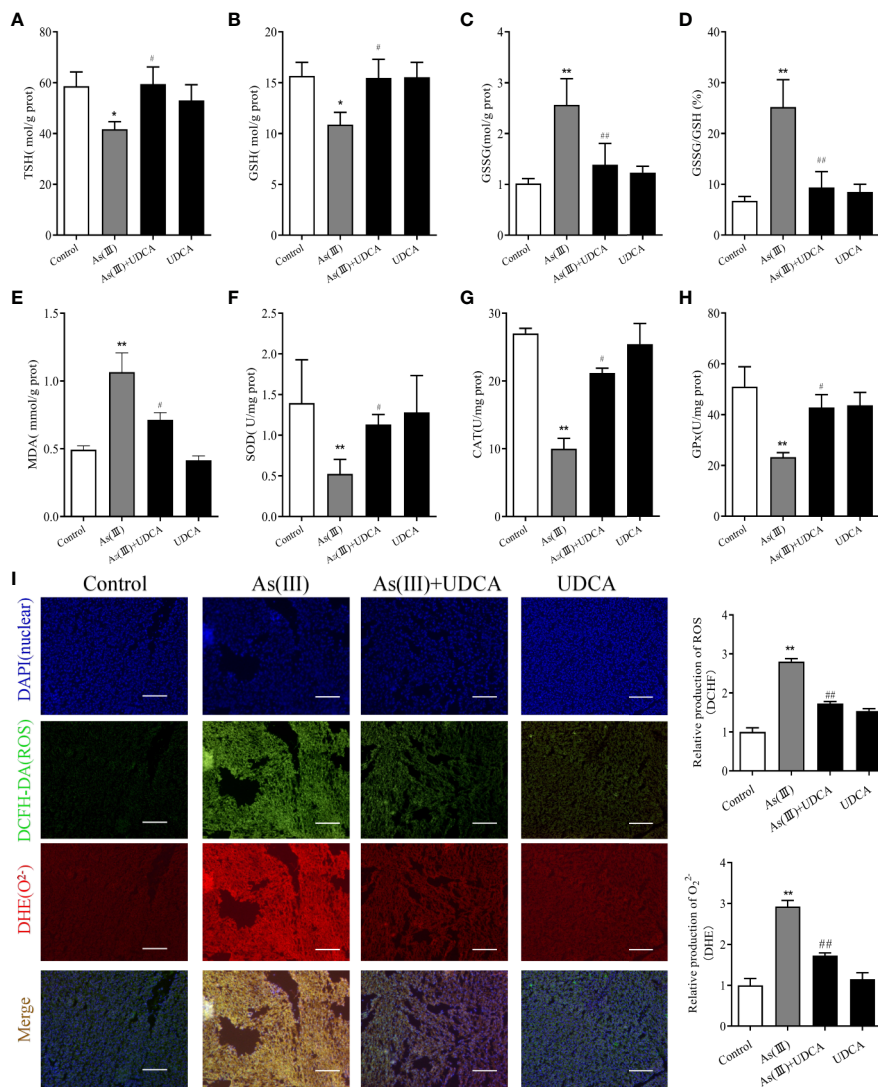 A
B
C
D
TSH( mol/g prot)
80
60
40
20
0
*
#
Control
As(Ⅲ)
As(Ⅲ)+UDCA
UDCA
GSH( mol/g prot)
20
15
10
5
0
*
#
Control
As(Ⅲ)
As(Ⅲ)+UDCA
UDCA
GSSG(mol/g prot)
4
3
2
1
0
**
##
Control
As(Ⅲ)
As(Ⅲ)+UDCA
UDCA
GSSG/GSH (%)
40
30
20
10
0
**
##
Control
As(Ⅲ)
As(Ⅲ)+UDCA
UDCA
E
F
G
H
MDA( mmol/g prot)
1.5
1.0
0.5
0.0
**
#
Control
As(Ⅲ)
As(Ⅲ)+UDCA
UDCA
SOD( U/mg prot)
2.5
2.0
1.5
1.0
0.5
0.0
**
#
Control
As(Ⅲ)
As(Ⅲ)+UDCA
UDCA
CAT(U/mg prot)
30
20
10
0
**
#
Control
As(Ⅲ)
As(Ⅲ)+UDCA
UDCA
GPx(U/mg prot)
80
60
40
20
0
**
#
Control
As(Ⅲ)
As(Ⅲ)+UDCA
UDCA
I
Control
As(III)
As(III)+UDCA
UDCA
DAPI(nuclear)
DCFH-DA(ROS)
DHE(O²⁻)
Merge
Relative production of ROS
(DCHF)
4
3
2
1
0
**
##
Control
As(Ⅲ)
As(Ⅲ)+UDCA
UDCA
Relative production of O₂²⁻
(DHE)
4
3
2
1
0
**
##
Control
As(Ⅲ)
As(Ⅲ)+UDCA
UDCA